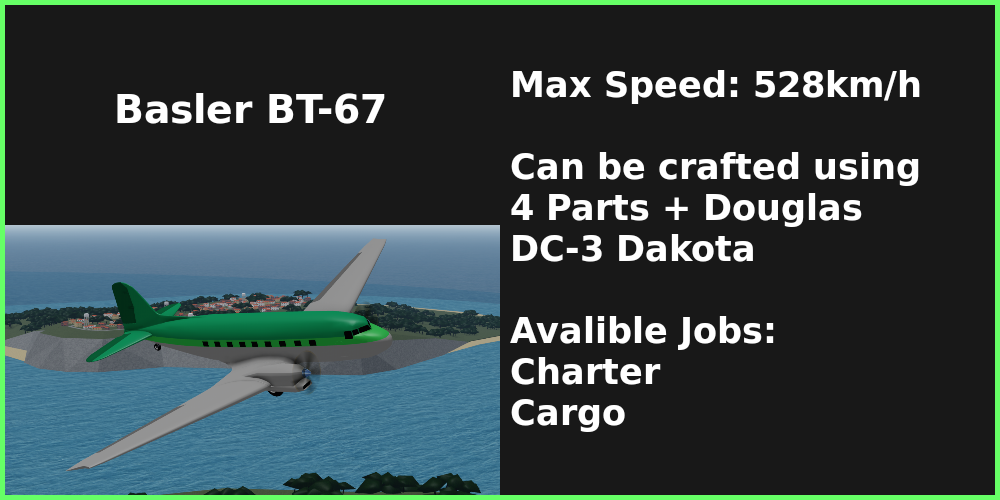 Basler BT-67
Max Speed: 528km/h
Can be crafted using
4 Parts + Douglas
DC-3 Dakota
Avalible Jobs:
Charter
Cargo